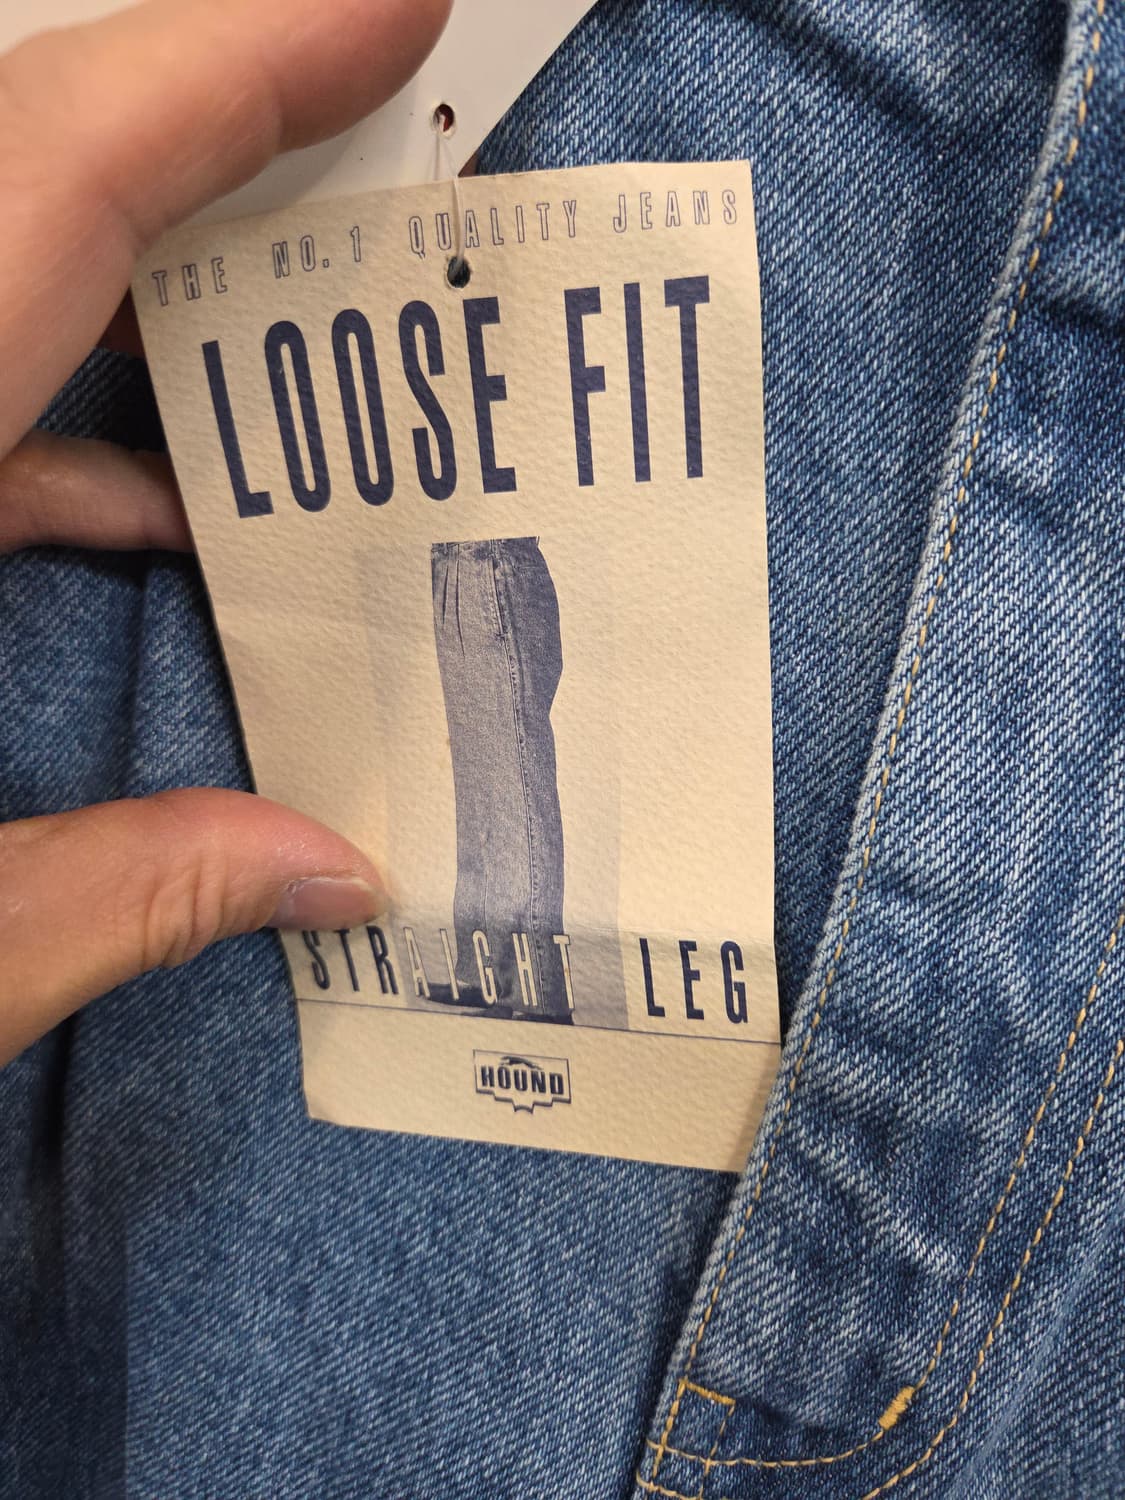 THE NO. 1 QUALITY JEANS
LOOSE FIT
STRAIGHT LEG
HOUND